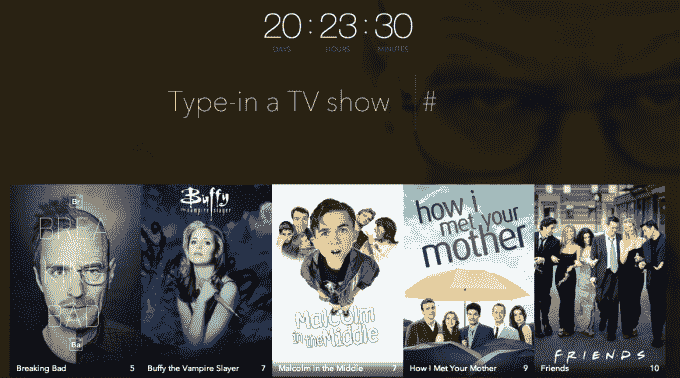 20 : 23 : 30
DAYS HOURS MINUTES
Type-in a TV show #
Br
BREA
BAD
Ba
Buffy
the vampire slayer
Malcolm
in the Middle
how i
met your
mother
FRIENDS
Breaking Bad 5
Buffy the Vampire Slayer 7
Malcolm in the Middle 7
How I Met Your Mother 9
Friends 10